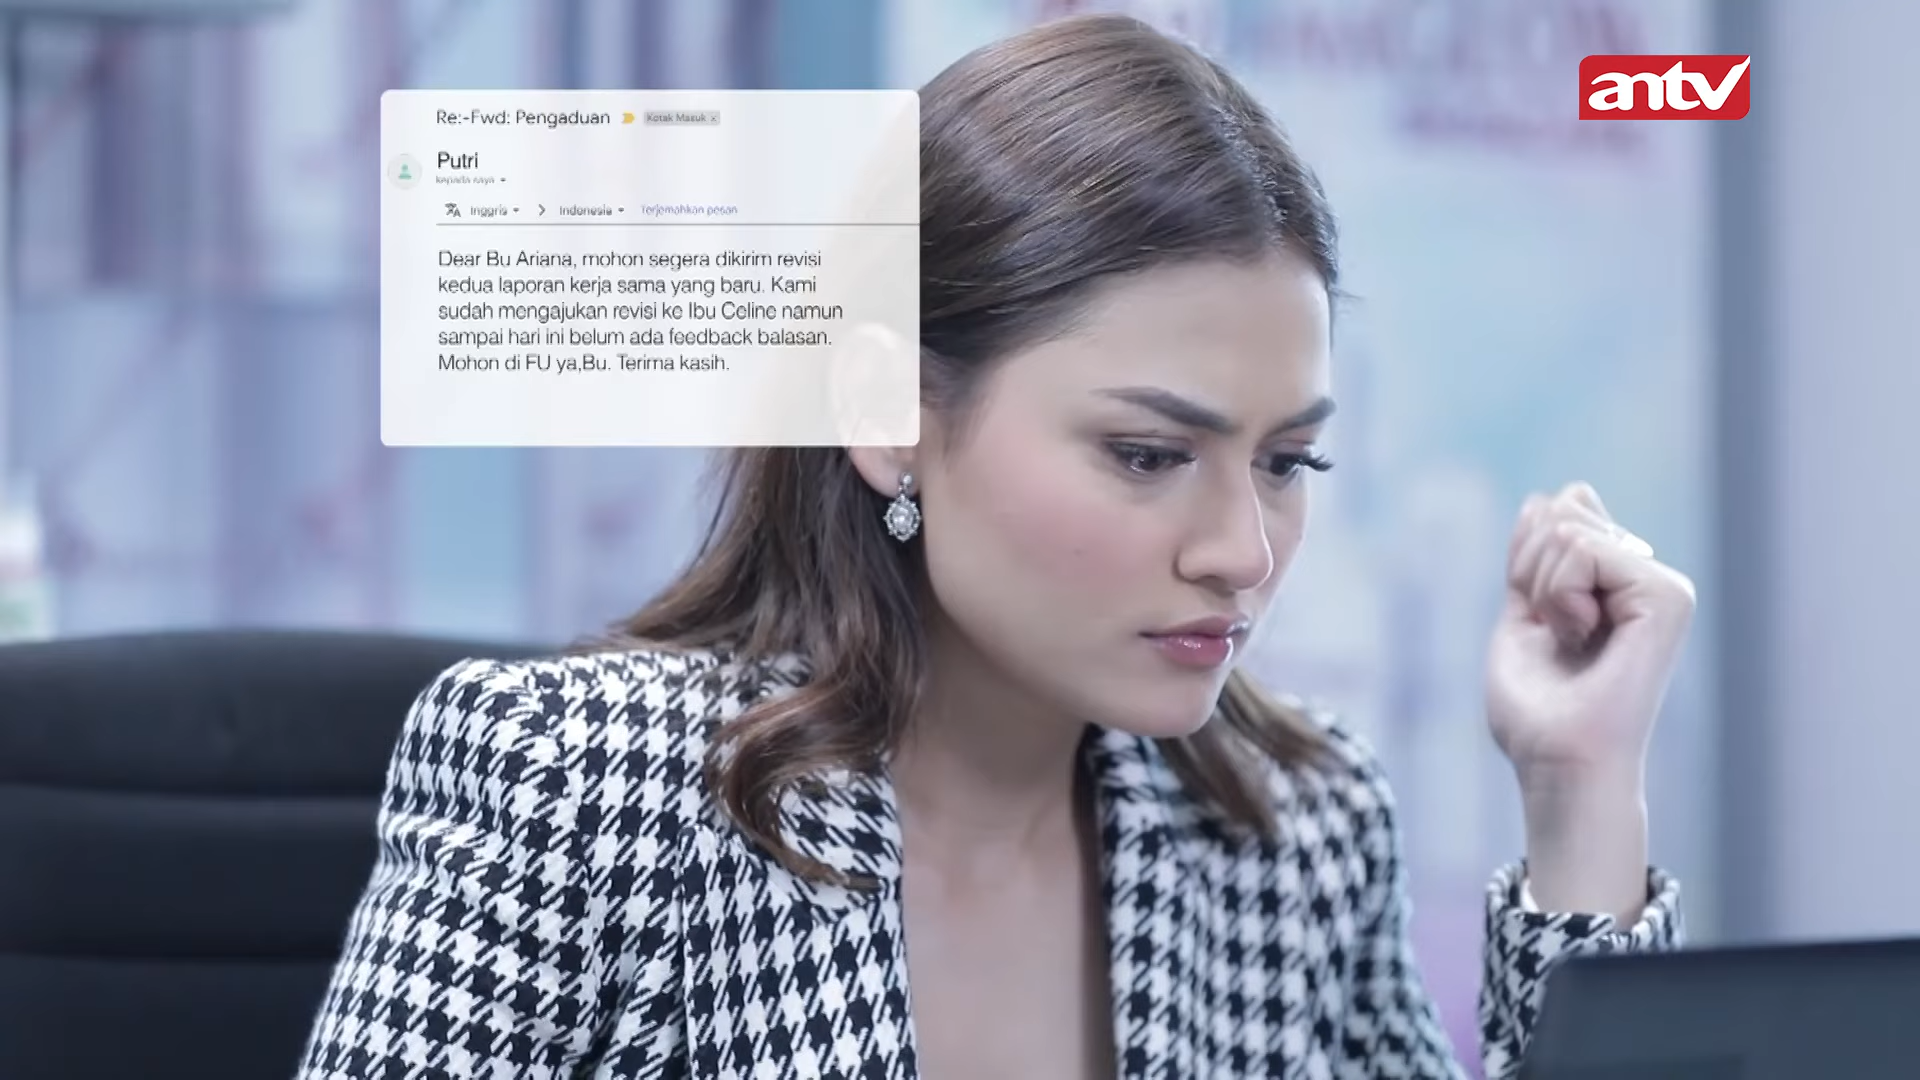 antv
Re:-Fwd: Pengaduan Kotak Masuk x
Putri
kepada saya
Inggris > Indonesia Terjemahkan pesan
Dear Bu Ariana, mohon segera dikirim revisi
kedua laporan kerja sama yang baru. Kami
sudah mengajukan revisi ke Ibu Celine namun
sampai hari ini belum ada feedback balasan.
Mohon di FU ya,Bu. Terima kasih.